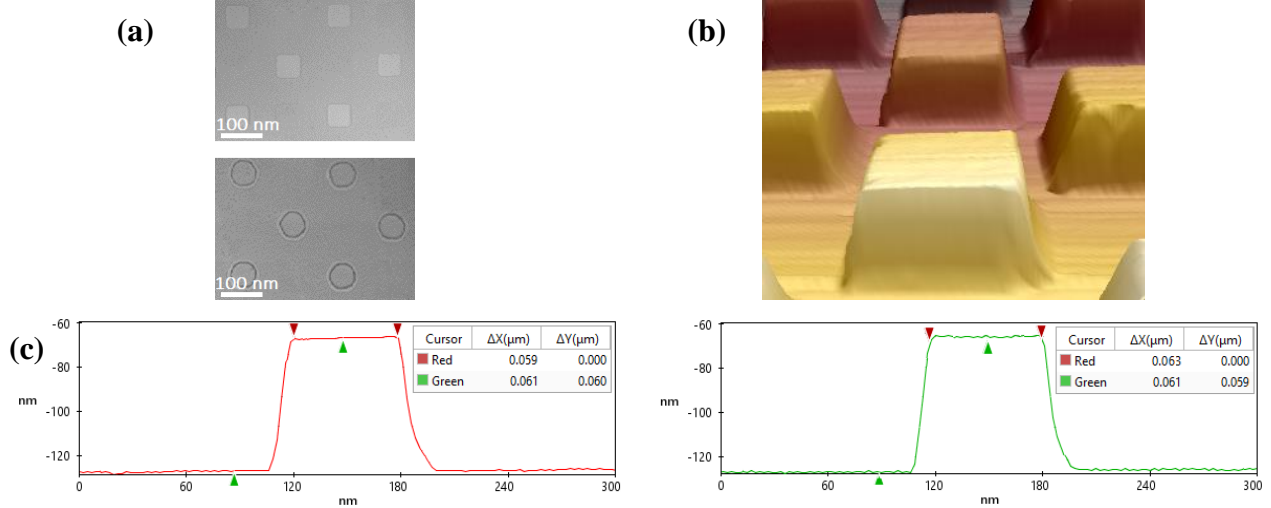 (a)
100 nm
100 nm
(b)
(c)
-60
-80
nm
-100
-120
0 60 120 180 240 300
nm
Cursor ΔX(µm) ΔY(µm)
Red 0.059 0.000
Green 0.061 0.060
-60
-80
nm
-100
-120
0 60 120 180 240 300
nm
Cursor ΔX(µm) ΔY(µm)
Red 0.063 0.000
Green 0.061 0.059